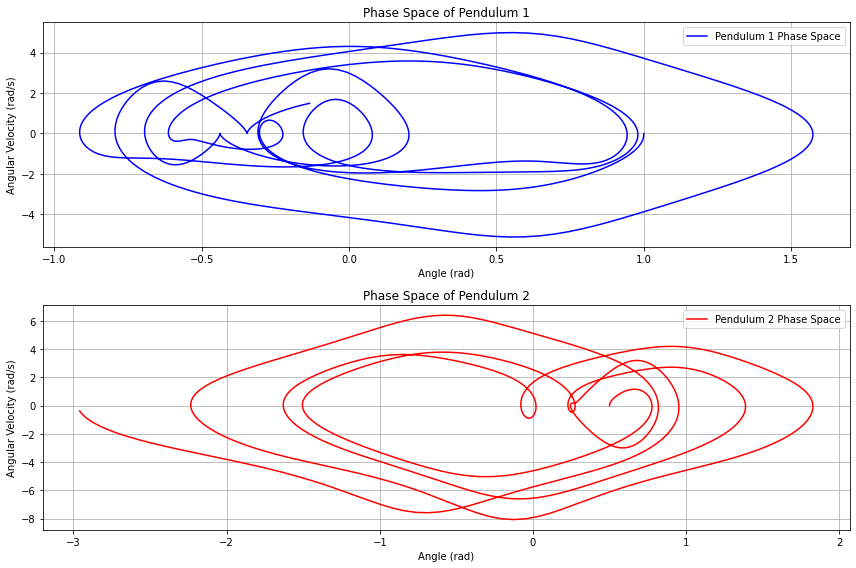 Phase Space of Pendulum 1
Pendulum 1 Phase Space
Angular Velocity (rad/s)
4
2
0
−2
−4
−1.0 −0.5 0.0 0.5 1.0 1.5
Angle (rad)
Phase Space of Pendulum 2
Pendulum 2 Phase Space
Angular Velocity (rad/s)
6
4
2
0
−2
−4
−6
−8
−3 −2 −1 0 1 2
Angle (rad)